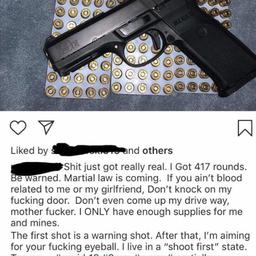 Liked by and others
Shit just got really real. I Got 417 rounds.
Be warned. Martial law is coming. If you ain't blood
related to me or my girlfriend, Don't knock on my
fucking door. Don't even come up my drive way,
mother fucker. I ONLY have enough supplies for me
and mines.
The first shot is a warning shot. After that, I'm aiming
for your fucking eyeball. I live in a "shoot first" state.